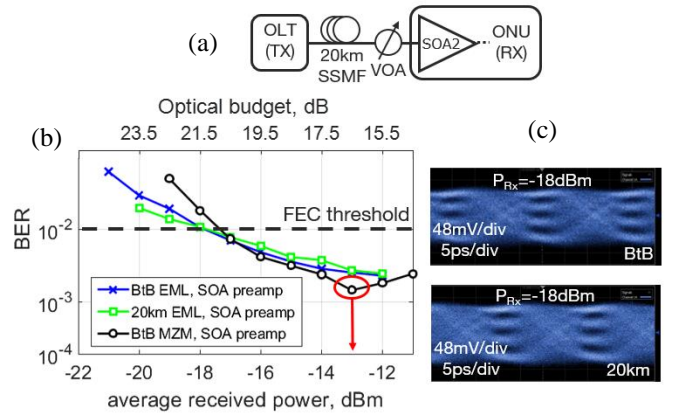 (a)
OLT
(TX)
20km
SSMF
VOA
SOA2
ONU
(RX)
(b)
Optical budget, dB
23.5 21.5 19.5 17.5 15.5
BER
10-2
10-3
10-4
FEC threshold
BtB EML, SOA preamp
20km EML, SOA preamp
BtB MZM, SOA preamp
-22 -20 -18 -16 -14 -12
average received power, dBm
(c)
PRx=-18dBm
48mV/div
5ps/div
BtB
PRx=-18dBm
48mV/div
5ps/div
20km